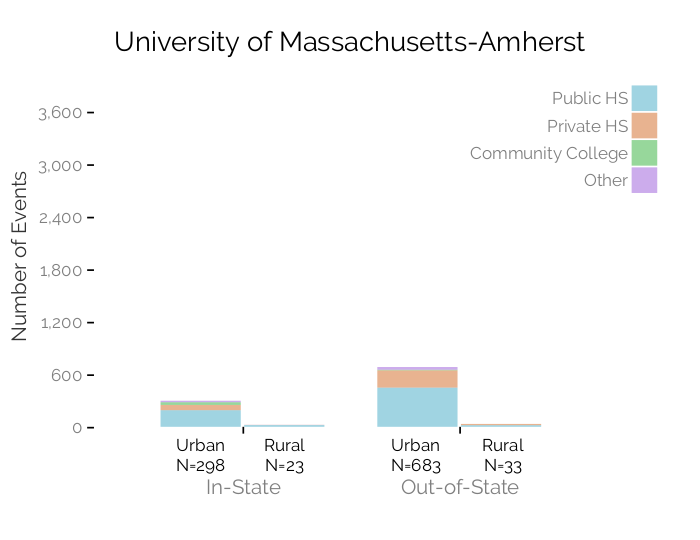 University of Massachusetts-Amherst
Public HS
Private HS
Community College
Other
Number of Events
3,600
3,000
2,400
1,800
1,200
600
0
Urban Rural Urban Rural
N=298 N=23 N=683 N=33
In-State Out-of-State